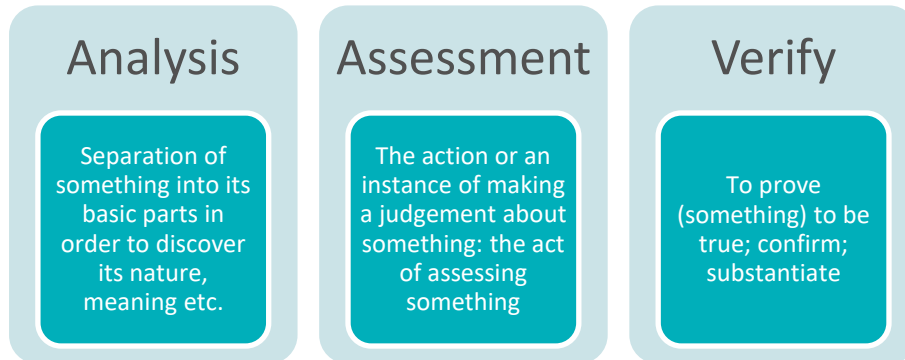 Analysis
Separation of
something into its
basic parts in
order to discover
its nature,
meaning etc.
Assessment
The action or an
instance of making
a judgement about
something: the act
of assessing
something
Verify
To prove
(something) to be
true; confirm;
substantiate